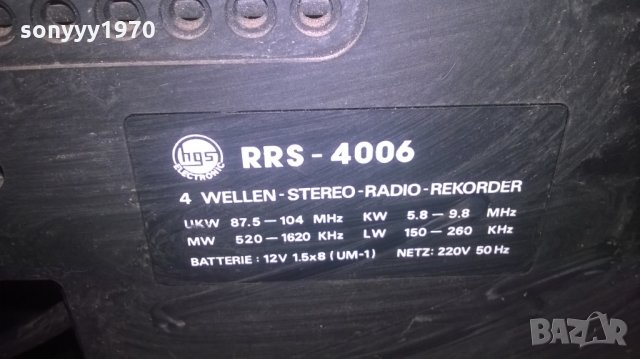 sonyyy1970
hgs
ELECTRONIC
RRS - 4006
4 WELLEN-STEREO-RADIO-REKORDER
UKW 87.5 — 104 MHz KW 5.8 — 9.8 MHz
MW 520 — 1620 KHz LW 150 — 260 KHz
BATTERIE : 12V 1.5x8 (UM-1) NETZ: 220V 50 Hz
BAZAR